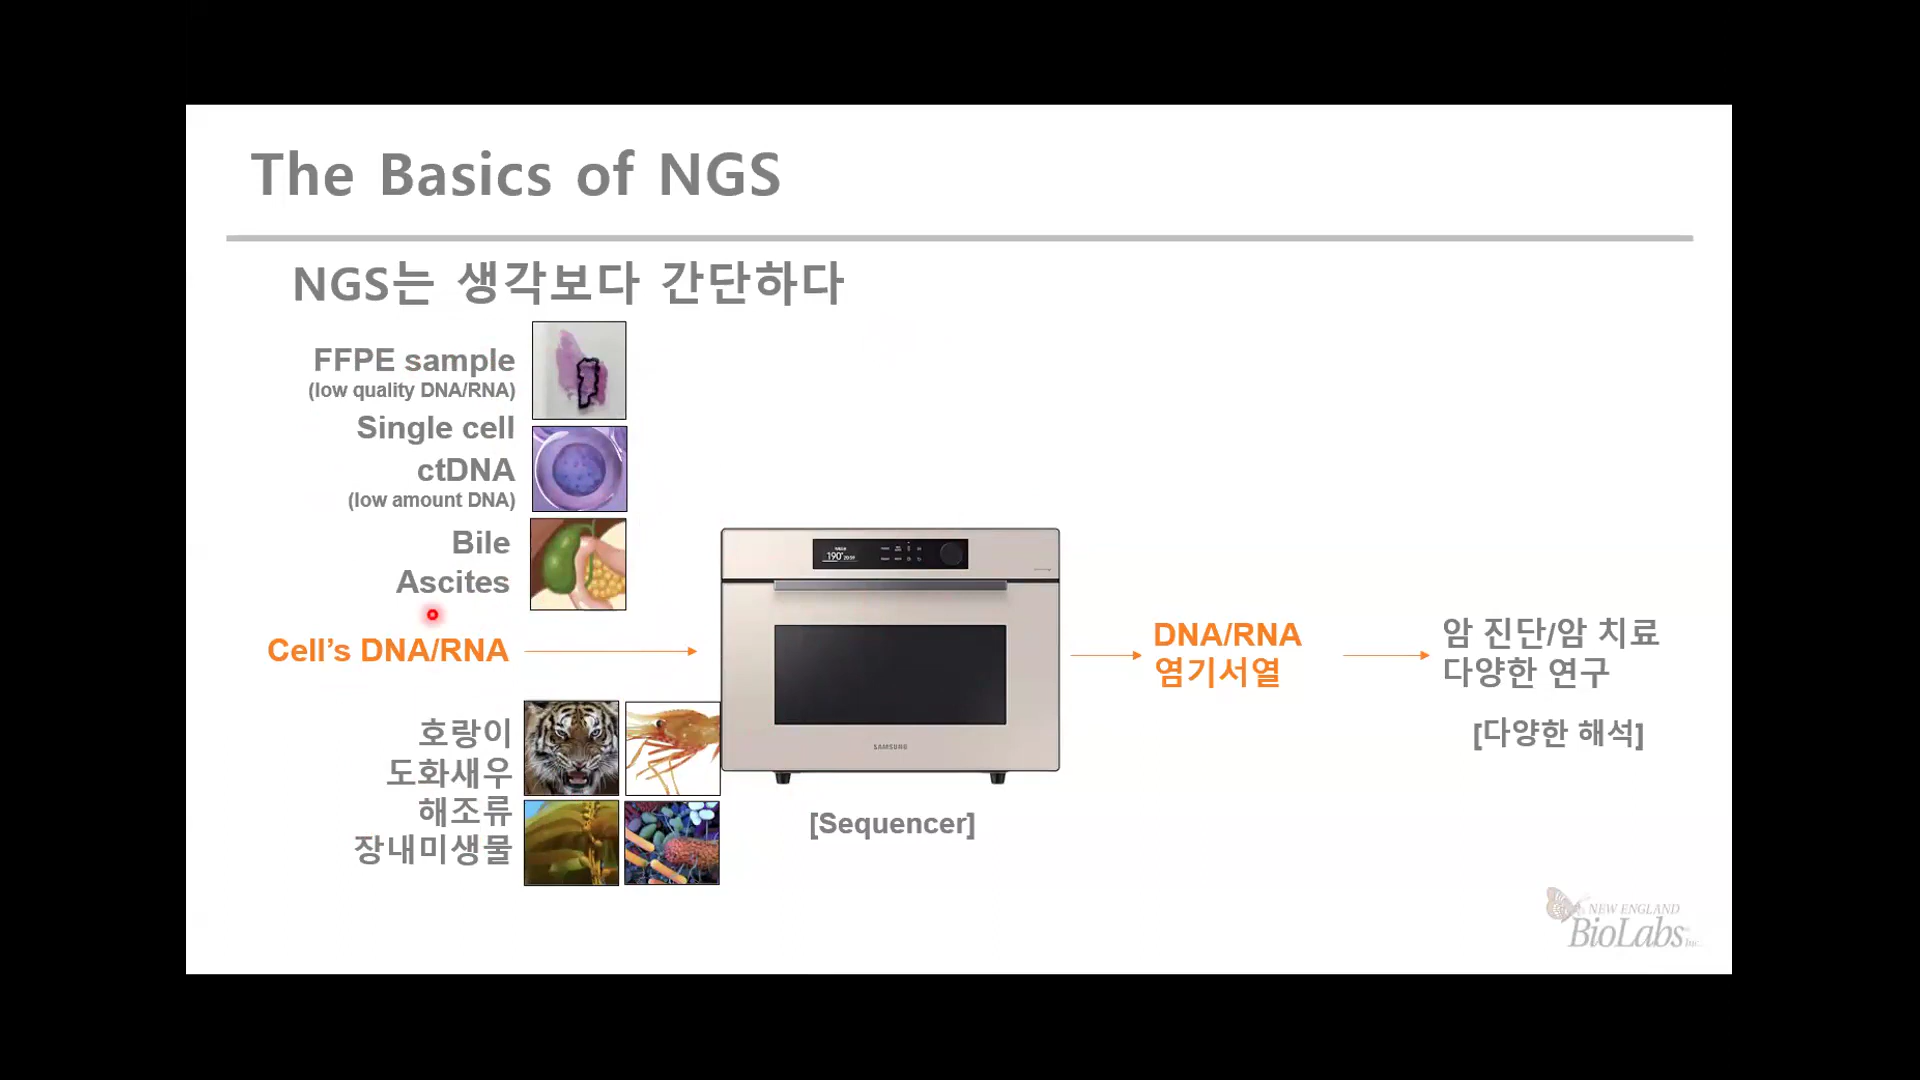 The Basics of NGS
NGS는 생각보다 간단하다
FFPE sample
(low quality DNA/RNA)
Single cell
ctDNA
(low amount DNA)
Bile
Ascites
Cell's DNA/RNA
호랑이
도화새우
해조류
장내미생물
190°
SAMSUNG
[Sequencer]
DNA/RNA
염기서열
암 진단/암 치료
다양한 연구
[다양한 해석]
NEW ENGLAND
BioLabs Inc.